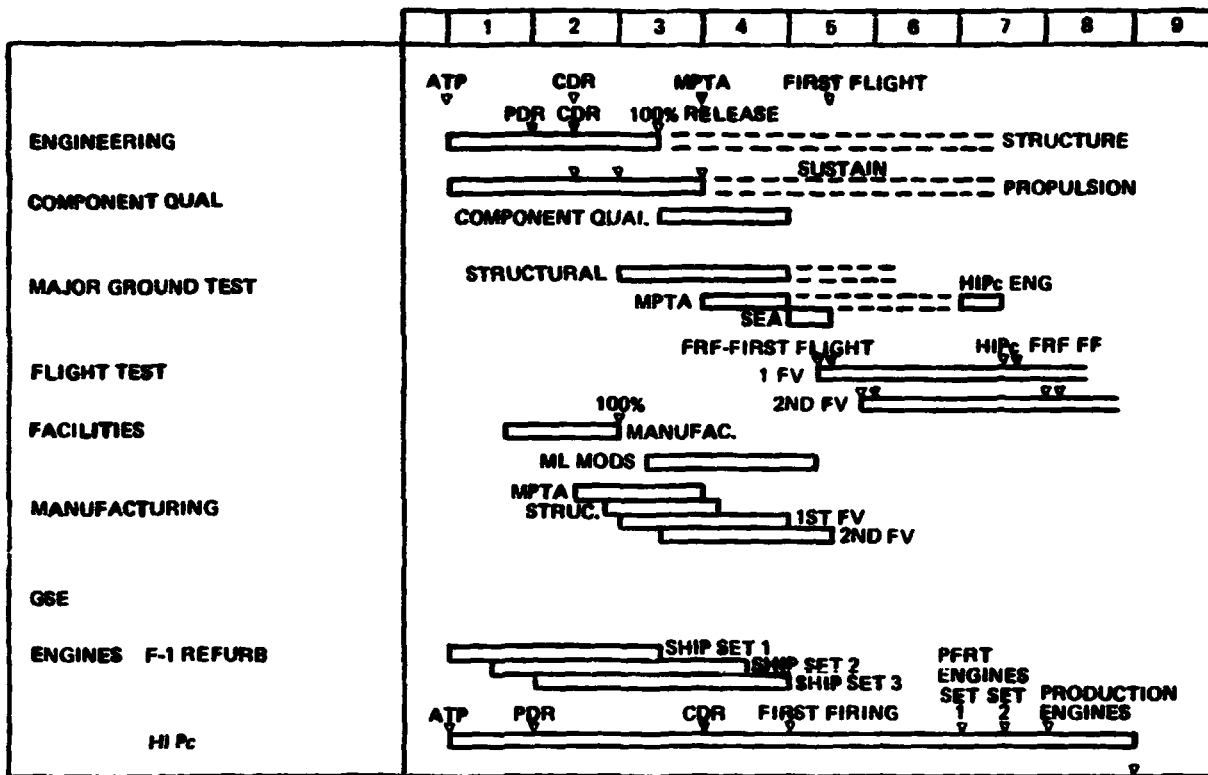 1 2 3 4 5 6 7 8 9
ATP CDR MPTA FIRST FLIGHT
PDR CDR 100% RELEASE
ENGINEERING STRUCTURE
SUSTAIN
COMPONENT QUAL PROPULSION
COMPONENT QUAL.
STRUCTURAL
MAJOR GROUND TEST HIPc ENG
MPTA
SEA
FRF-FIRST FLIGHT HIPc FRF FF
FLIGHT TEST 1 FV
2ND FV
100%
FACILITIES MANUFAC.
ML MODS
MPTA
MANUFACTURING STRUC. 1ST FV
2ND FV
GSE
ENGINES F-1 REFURB SHIP SET 1
SHIP SET 2
SHIP SET 3
PFRT
ENGINES
SET SET PRODUCTION
1 2 ENGINES
ATP PDR CDR FIRST FIRING
HI Pc